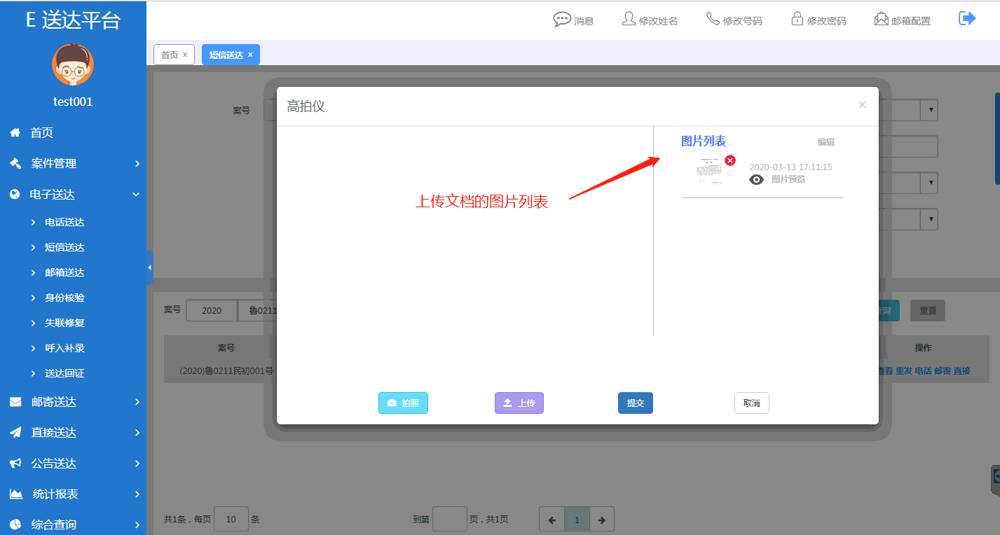 E 送达平台
消息
修改姓名
修改号码
修改密码
邮箱配置
首页 x
短信送达 x
test001
首页
案件管理
电子送达
电话送达
短信送达
邮箱送达
身份核验
失联修复
呼入补录
送达回证
邮寄送达
直接送达
公告送达
统计报表
综合查询
案号
高拍仪 ×
图片列表 编辑
2020-03-13 17:11:15
图片预览
上传文档的图片列表
拍照
上传
提交
取消
案号 2020 鲁0211
询 重置
案号 操作
(2020)鲁0211民初001号
查看 重发 电话 邮寄 直接
共1条，每页 10 条
到第 页，共1页
1